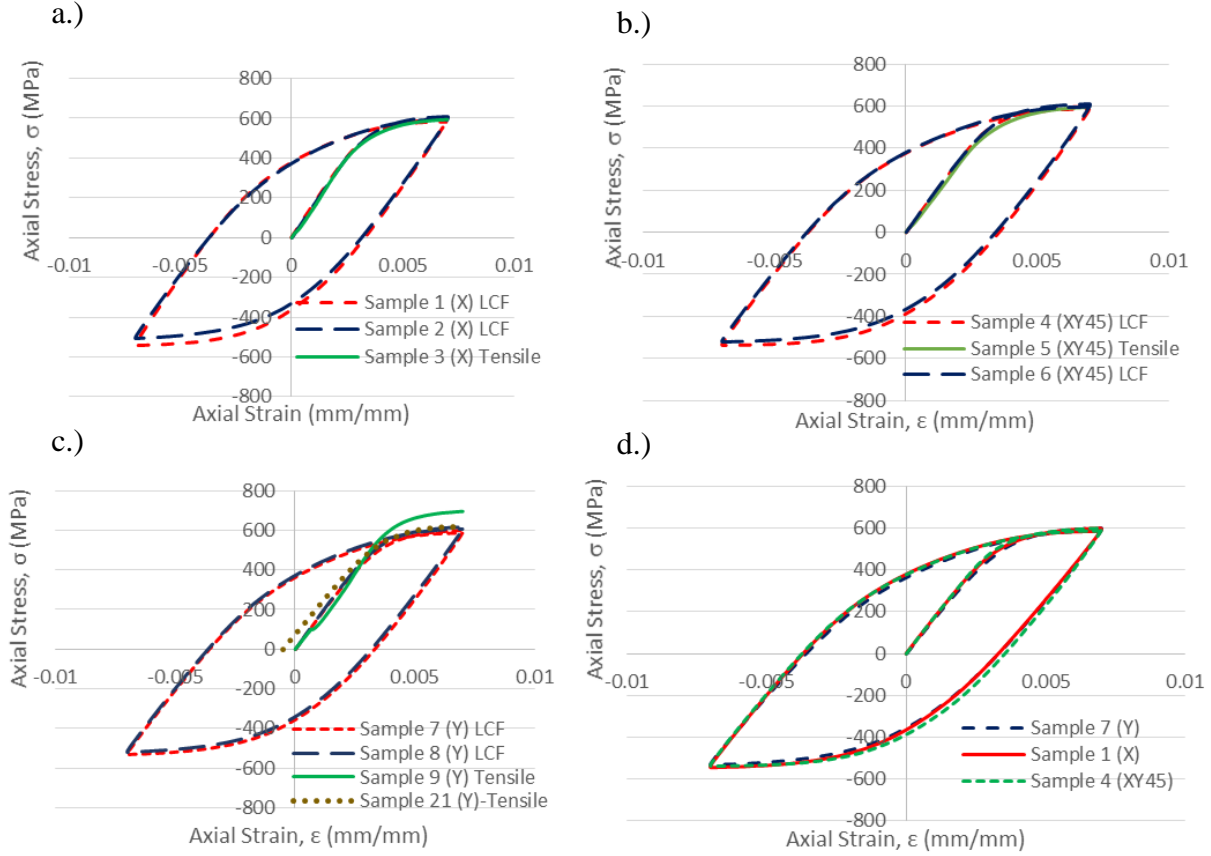 a.)
Axial Stress, σ (MPa)
800
600
400
200
0
-200
-400
-600
-800
-0.01
-0.005
0
0.005
0.01
Sample 1 (X) LCF
Sample 2 (X) LCF
Sample 3 (X) Tensile
Axial Strain (mm/mm)
b.)
Axial Stress, σ (MPa)
800
600
400
200
0
-200
-400
-600
-800
-0.01
-0.005
0
0.005
0.01
Sample 4 (XY45) LCF
Sample 5 (XY45) Tensile
Sample 6 (XY45) LCF
Axial Strain, ε (mm/mm)
c.)
Axial Stress, σ (MPa)
800
600
400
200
0
-200
-400
-600
-800
-0.01
-0.005
0
0.005
0.01
Sample 7 (Y) LCF
Sample 8 (Y) LCF
Sample 9 (Y) Tensile
Sample 21 (Y)-Tensile
Axial Strain, ε (mm/mm)
d.)
Axial Stress, σ (MPa)
800
600
400
200
0
-200
-400
-600
-800
-0.01
-0.005
0
0.005
0.01
Sample 7 (Y)
Sample 1 (X)
Sample 4 (XY45)
Axial Strain, ε (mm/mm)